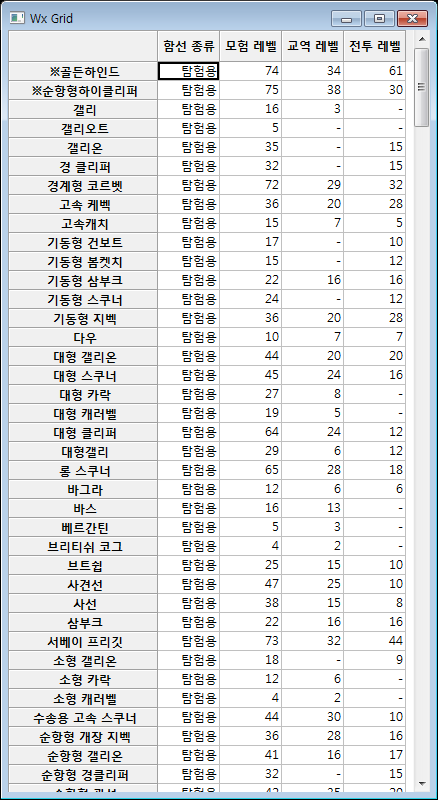 Wx Grid
함선 종류 모험 레벨 교역 레벨 전투 레벨
※골든하인드 탐험용 74 34 61
※순항형하이클리퍼 탐험용 75 38 30
갤리 탐험용 16 3 -
갤리오트 탐험용 5 - -
갤리온 탐험용 35 - 15
경 클리퍼 탐험용 32 - 15
경계형 코르벳 탐험용 72 29 32
고속 케벡 탐험용 36 20 28
고속캐치 탐험용 15 7 5
기동형 건보트 탐험용 17 - 10
기동형 봄켓치 탐험용 15 - 12
기동형 삼부크 탐험용 22 16 16
기동형 스쿠너 탐험용 24 - 12
기동형 지벡 탐험용 36 20 28
다우 탐험용 10 7 7
대형 갤리온 탐험용 44 20 20
대형 스쿠너 탐험용 45 24 16
대형 카락 탐험용 27 8 -
대형 캐러벨 탐험용 19 5 -
대형 클리퍼 탐험용 64 24 12
대형갤리 탐험용 29 6 12
롱 스쿠너 탐험용 65 28 18
바그라 탐험용 12 6 6
바스 탐험용 16 13 -
베르간틴 탐험용 5 3 -
브리티쉬 코그 탐험용 4 2 -
브트쉽 탐험용 25 15 10
사견선 탐험용 47 25 10
사선 탐험용 38 15 8
삼부크 탐험용 22 16 16
서베이 프리깃 탐험용 73 32 44
소형 갤리온 탐험용 18 - 9
소형 카락 탐험용 12 6 -
소형 캐러벨 탐험용 4 2 -
수송용 고속 스쿠너 탐험용 44 30 10
순항형 개장 지벡 탐험용 36 28 16
순항형 갤리온 탐험용 41 16 17
순항형 경클리퍼 탐험용 32 - 15